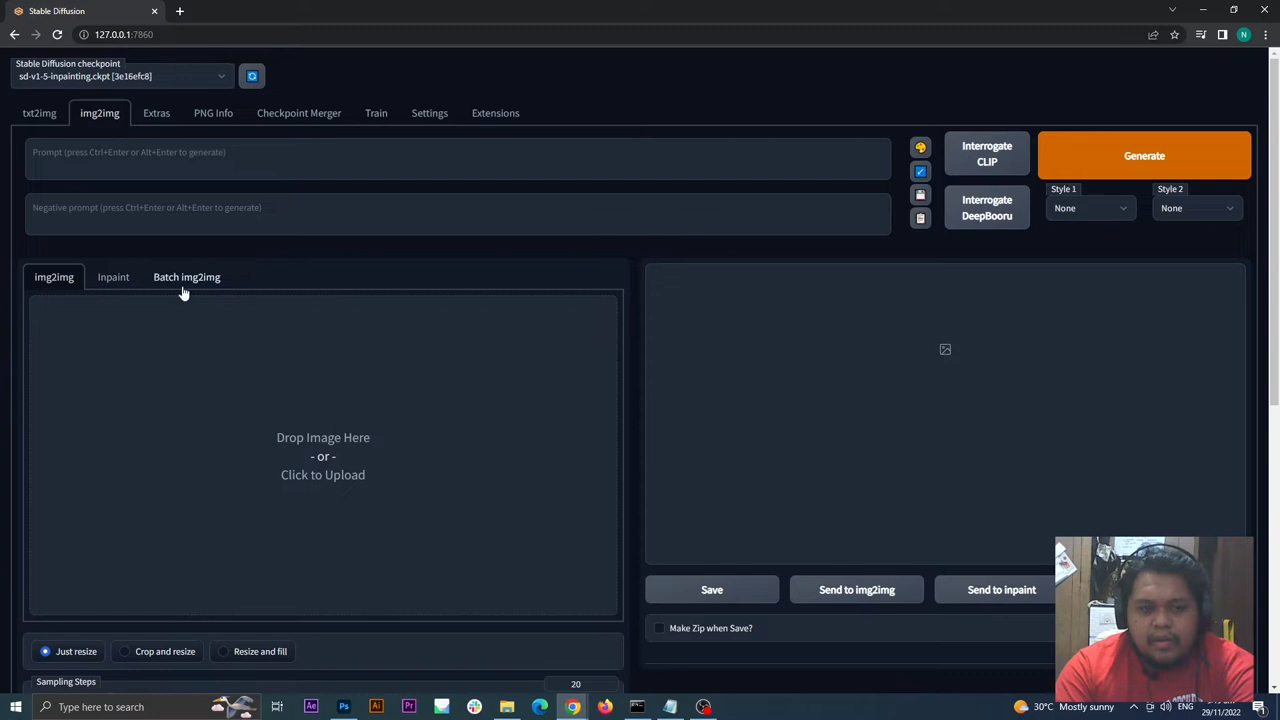 Stable Diffusion
127.0.0.1:7860
N
Stable Diffusion checkpoint
sd-v1-5-inpainting.ckpt [3e16efc8]
txt2img img2img Extras PNG Info Checkpoint Merger Train Settings Extensions
Prompt (press Ctrl+Enter or Alt+Enter to generate)
Interrogate CLIP
Generate
Negative prompt (press Ctrl+Enter or Alt+Enter to generate)
Interrogate DeepBooru
Style 1
None
Style 2
None
img2img Inpaint Batch img2img
Drop Image Here
- or -
Click to Upload
Save Send to img2img Send to inpaint
Make Zip when Save?
Just resize Crop and resize Resize and fill
Sampling Steps
20
Type here to search
Ae Ps Ai Pr
30°C Mostly sunny
ENG
29/11/2022